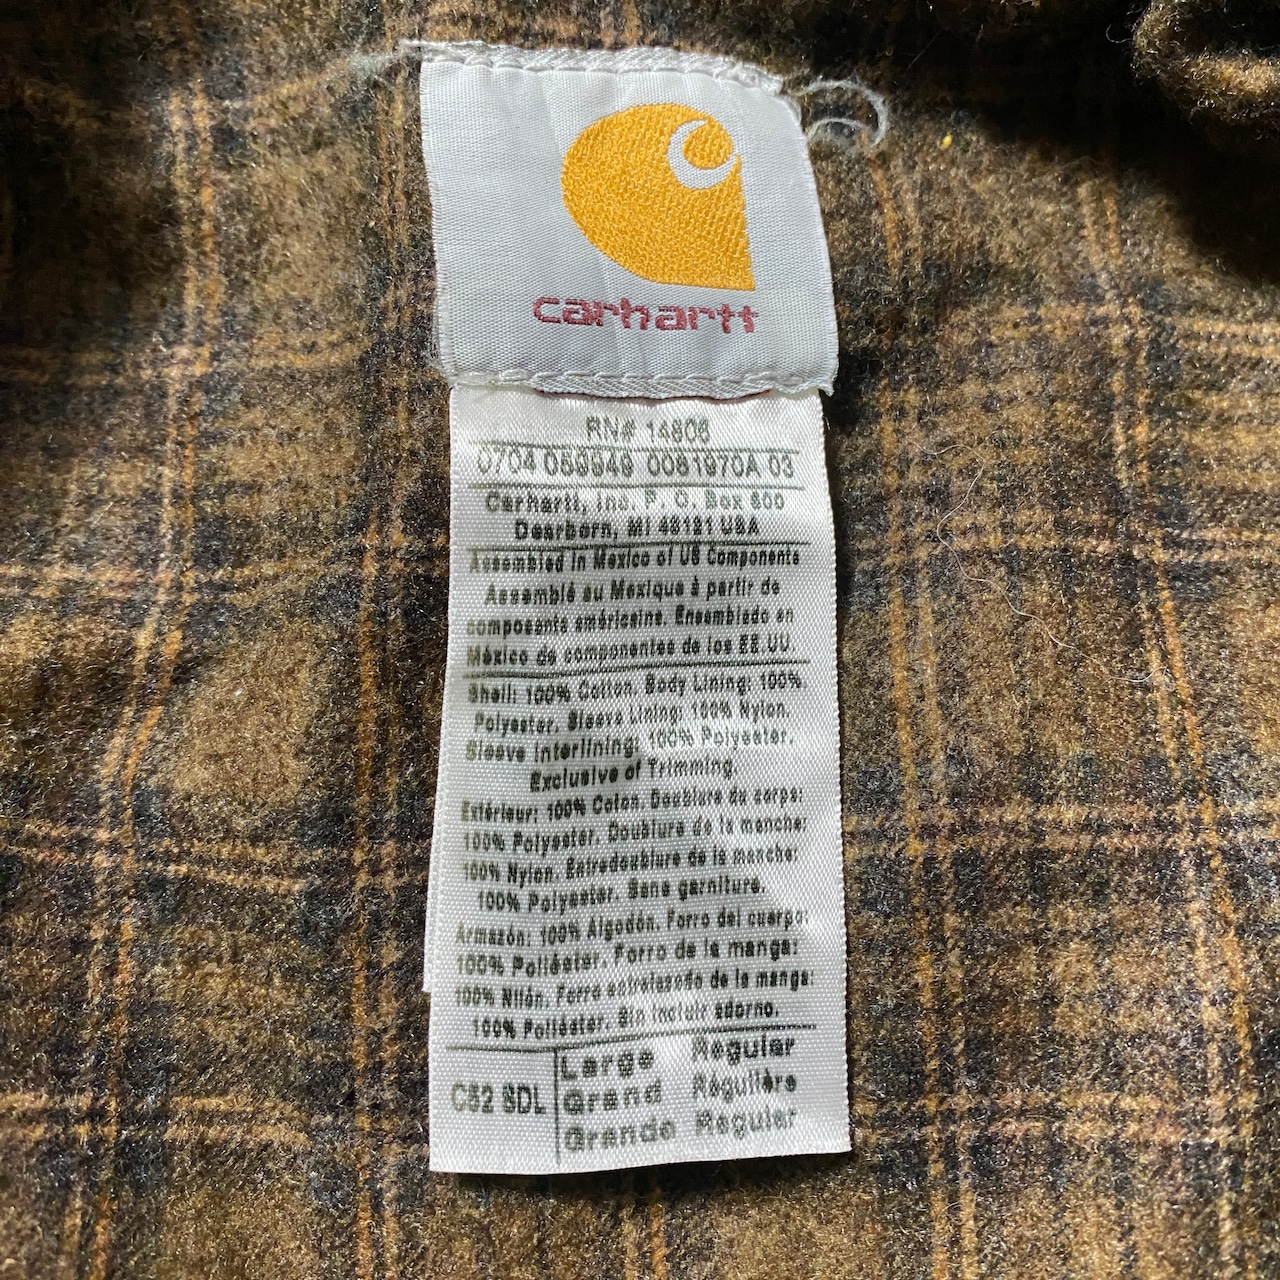 carhartt
RN# 14806
0704 059949 0081970A 03
Carhartt, Inc. P. O. Box 600
Dearborn, MI 48121 USA
Assembled in Mexico of US Components
Assemblé au Mexique à partir de
composants américains. Ensamblado en
México de componentes de los EE.UU.
Shell: 100% Cotton. Body Lining: 100%
Polyester. Sleeve Lining: 100% Nylon.
Sleeve Interlining: 100% Polyester.
Exclusive of Trimming.
Extérieur: 100% Coton. Doublure du corps:
100% Polyester. Doublure de la manche:
100% Nylon. Entredoublure de la manche:
100% Polyester. Sans garniture.
Armazón: 100% Algodón. Forro del cuerpo:
100% Poliéster. Forro de la manga:
100% Nilón. Forro entrelazado de la manga:
100% Poliéster. Sin incluir adorno.
C52 SDL
Large Regular
Grand Régulière
Grande Regular